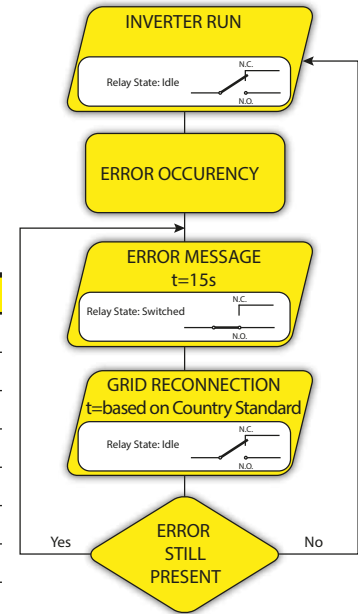 INVERTER RUN
Relay State: Idle
N.C.
N.O.
ERROR OCCURENCY
ERROR MESSAGE
t=15s
Relay State: Switched
N.C.
N.O.
GRID RECONNECTION
t=based on Country Standard
Relay State: Idle
N.C.
N.O.
Yes
ERROR
STILL
PRESENT
No